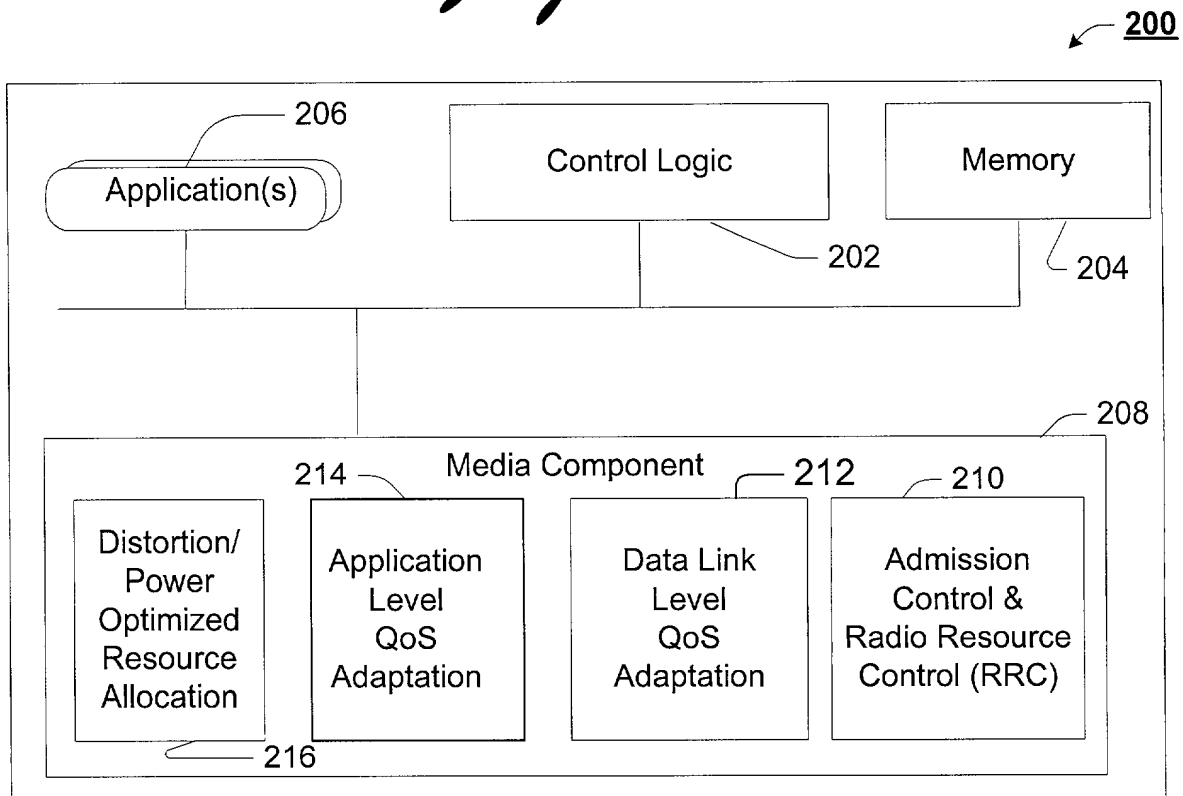 200
206
Application(s)
Control Logic
Memory
202
204
208
Media Component
214
212
210
Distortion/
Power
Optimized
Resource
Allocation
Application
Level
QoS
Adaptation
Data Link
Level
QoS
Adaptation
Admission
Control &
Radio Resource
Control (RRC)
216